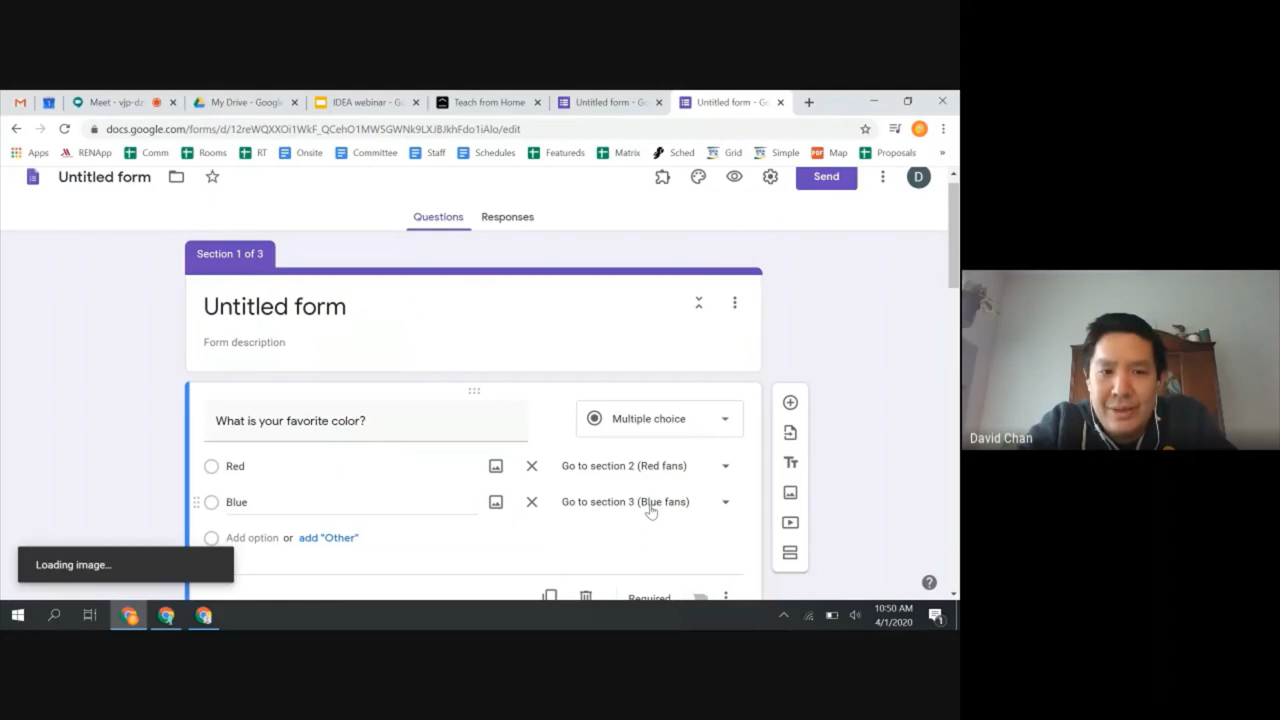 Meet - vjp-dz
My Drive - Google
IDEA webinar - Go
Teach from Home
Untitled form - Go
Untitled form - Go
docs.google.com/forms/d/12reWQXXOi1WkF_QCehO1MW5GWNk9LXJBJkhFdo1iAlo/edit
Apps RENApp Comm Rooms RT Onsite Committee Staff Schedules Featureds Matrix Sched Grid Simple Map Proposals »
Untitled form
Send
D
Questions Responses
Section 1 of 3
Untitled form
Form description
What is your favorite color?
Multiple choice
Red
Go to section 2 (Red fans)
Blue
Go to section 3 (Blue fans)
Add option or add "Other"
Loading image...
Required
10:50 AM
4/1/2020
David Chan